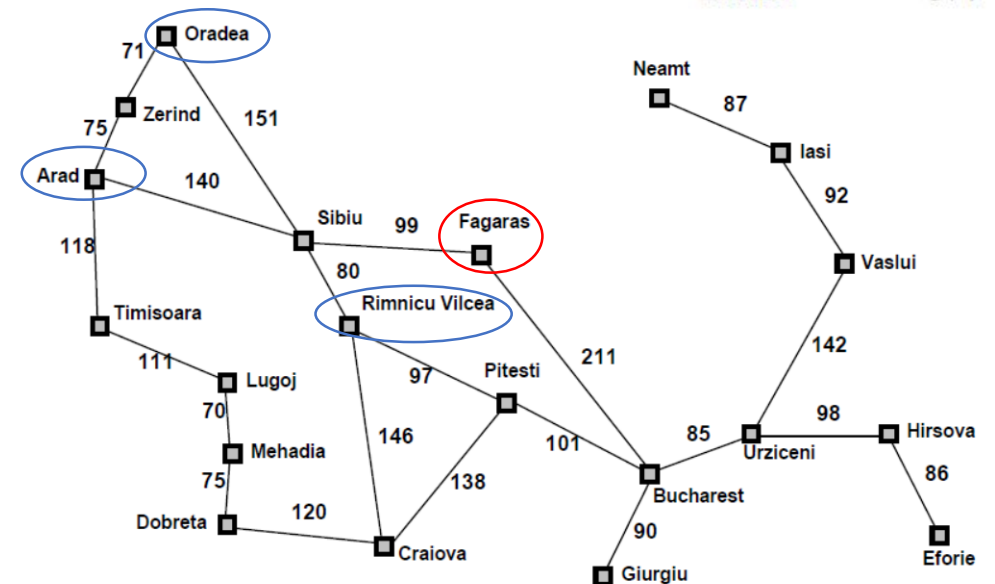 Oradea
71
Neamt
87
Zerind
151
75
Iasi
Arad
140
92
Sibiu
Fagaras
99
118
Vaslui
80
Rimnicu Vilcea
Timisoara
142
211
111
97
Pitesti
Lugoj
70
98
Hirsova
146
101
85
Urziceni
Mehadia
86
75
138
Bucharest
120
Dobreta
90
Craiova
Eforie
Giurgiu